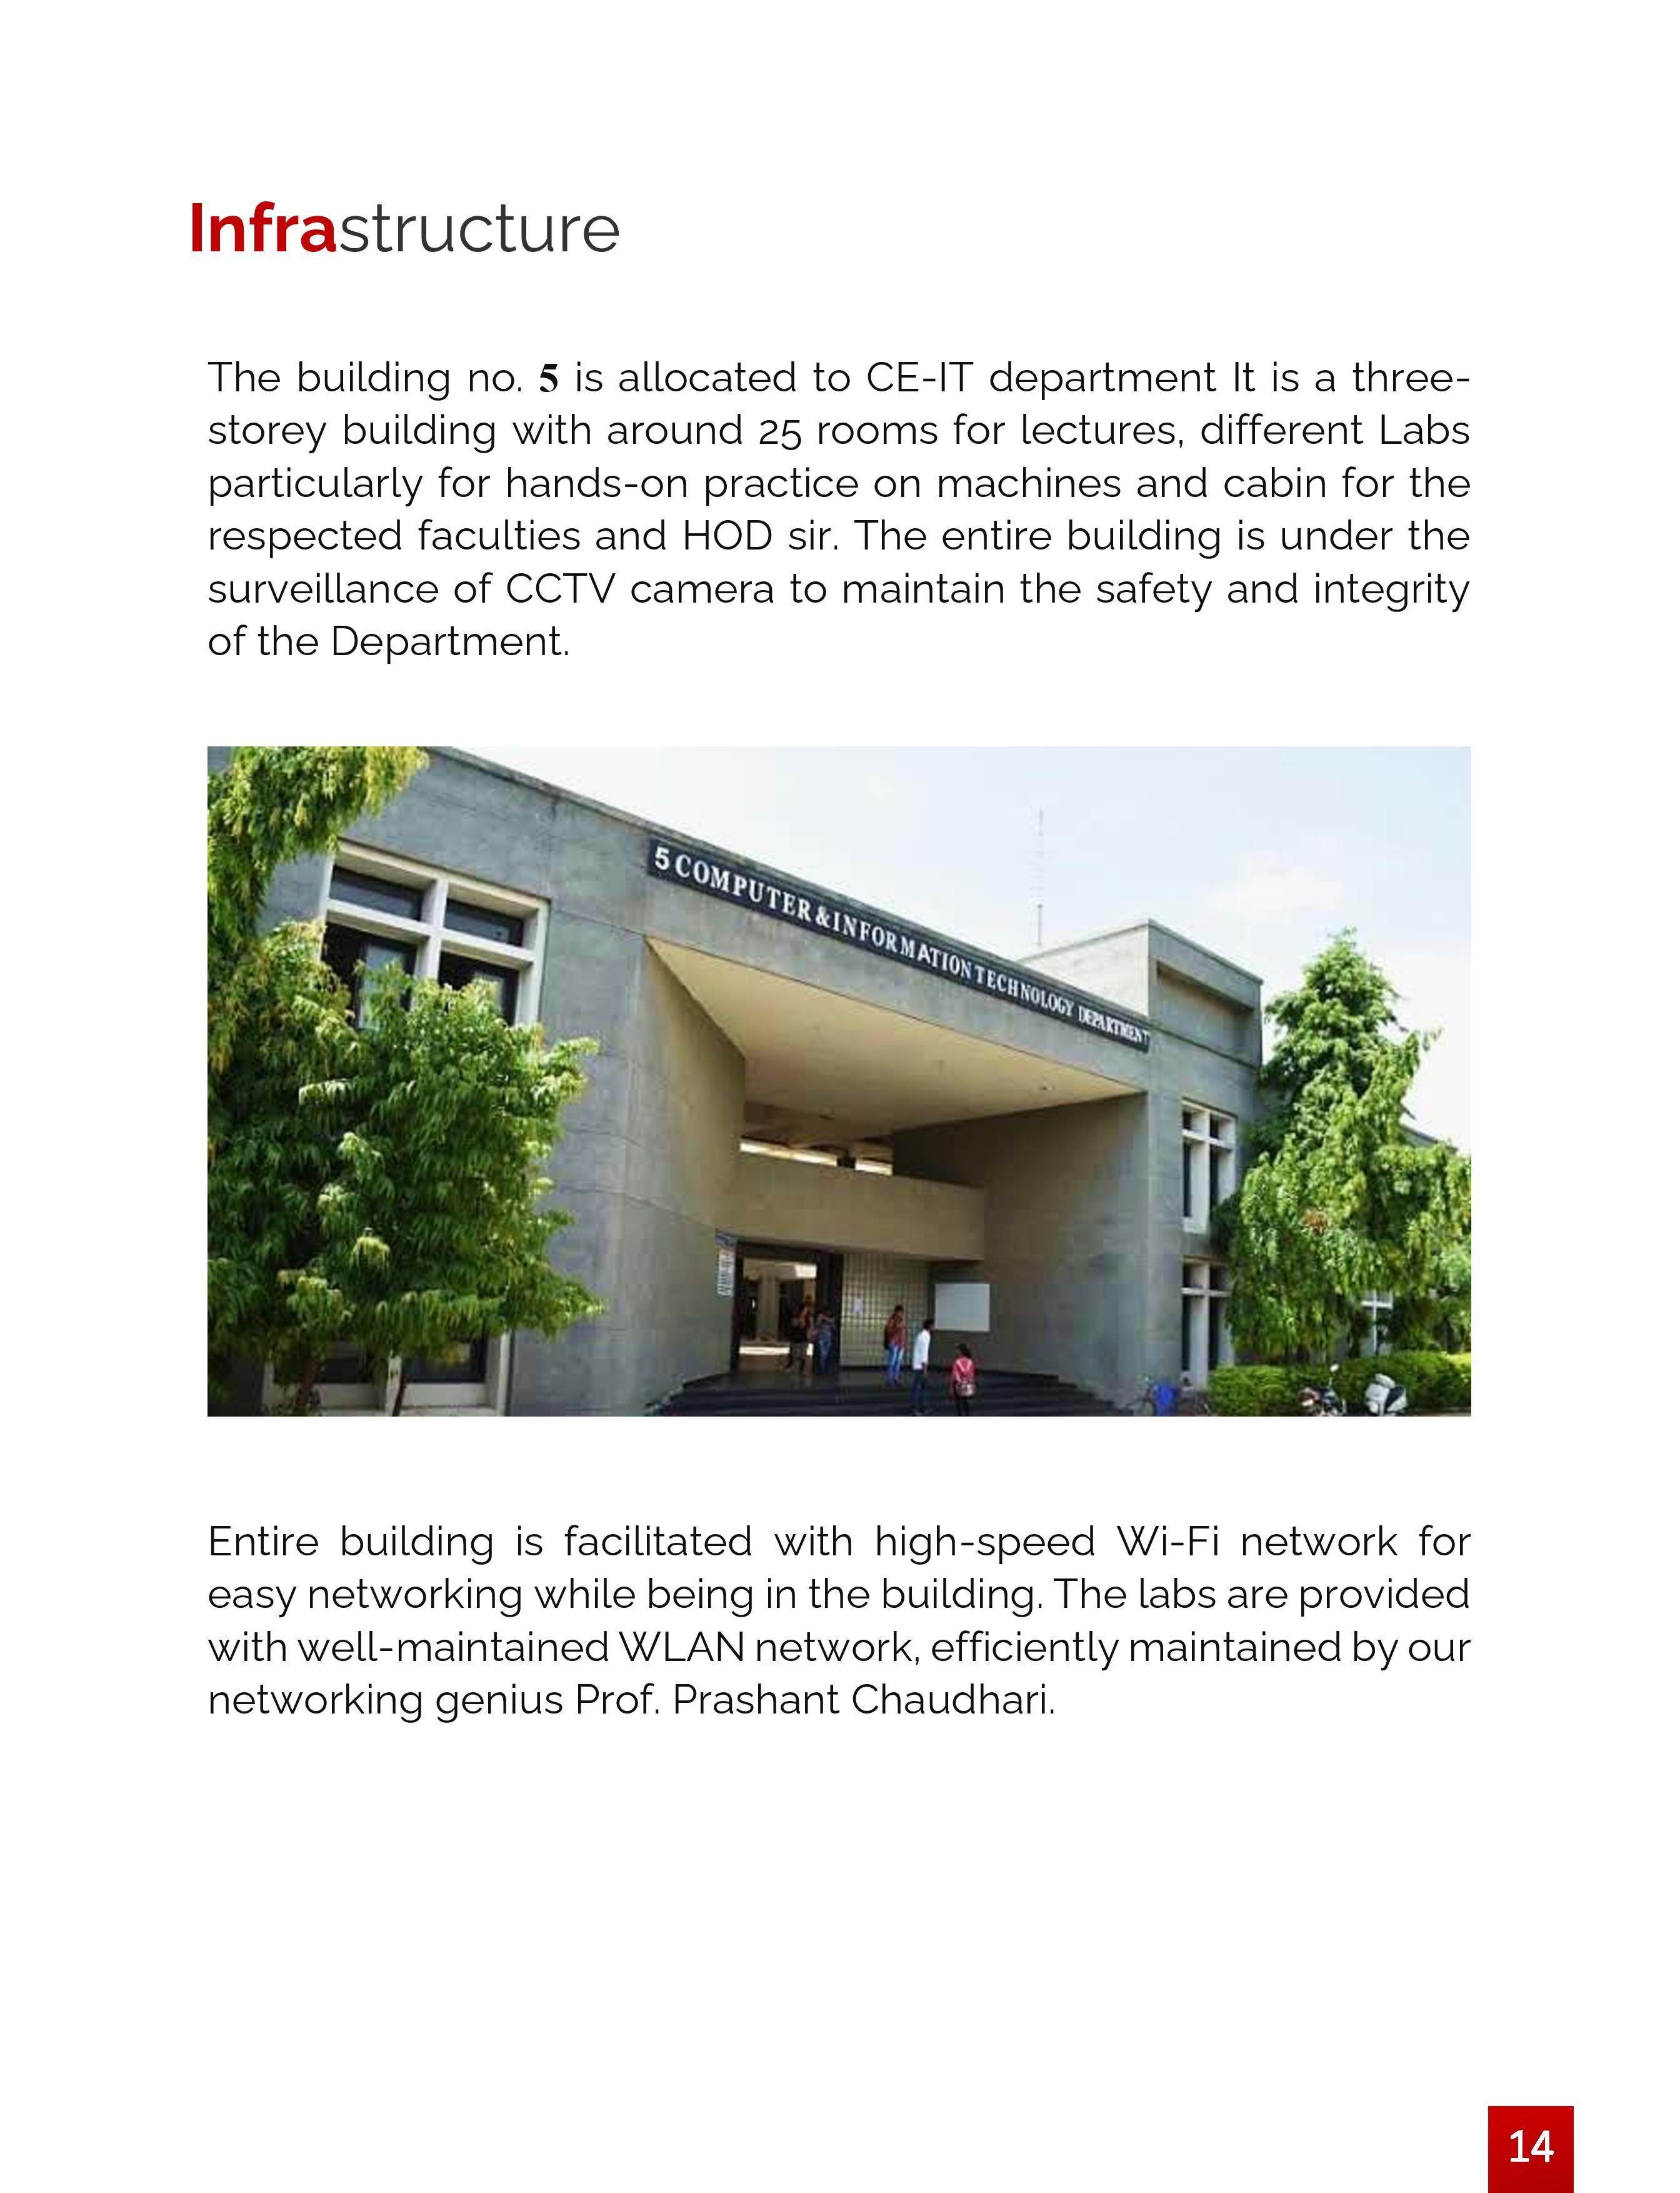 Infrastructure
The building no. 5 is allocated to CE-IT department It is a three-
storey building with around 25 rooms for lectures, different Labs
particularly for hands-on practice on machines and cabin for the
respected faculties and HOD sir. The entire building is under the
surveillance of CCTV camera to maintain the safety and integrity
of the Department.
5 COMPUTER & INFORMATION TECHNOLOGY DEPARTMENT
Entire building is facilitated with high-speed Wi-Fi network for
easy networking while being in the building. The labs are provided
with well-maintained WLAN network, efficiently maintained by our
networking genius Prof. Prashant Chaudhari.
14